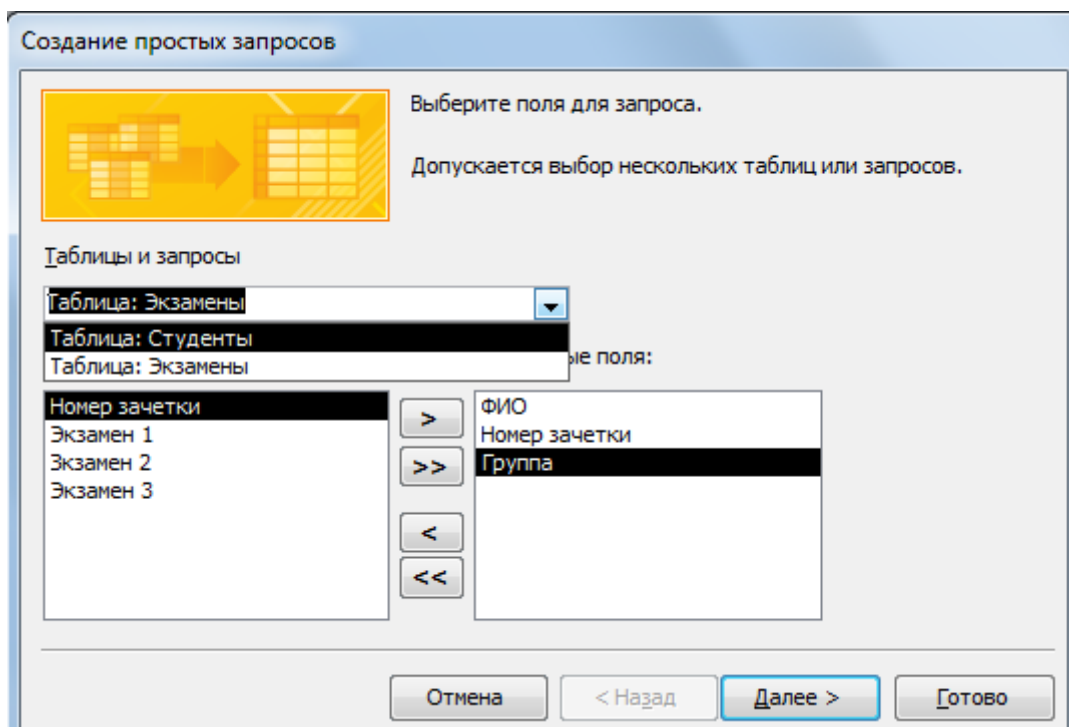 Создание простых запросов
Выберите поля для запроса.
Допускается выбор нескольких таблиц или запросов.
Таблицы и запросы
Таблица: Экзамены
Таблица: Студенты
Таблица: Экзамены
ые поля:
Номер зачетки
Экзамен 1
Зкзамен 2
Экзамен 3
>
>>
<
<<
ФИО
Номер зачетки
Группа
Отмена
< Назад
Далее >
Готово